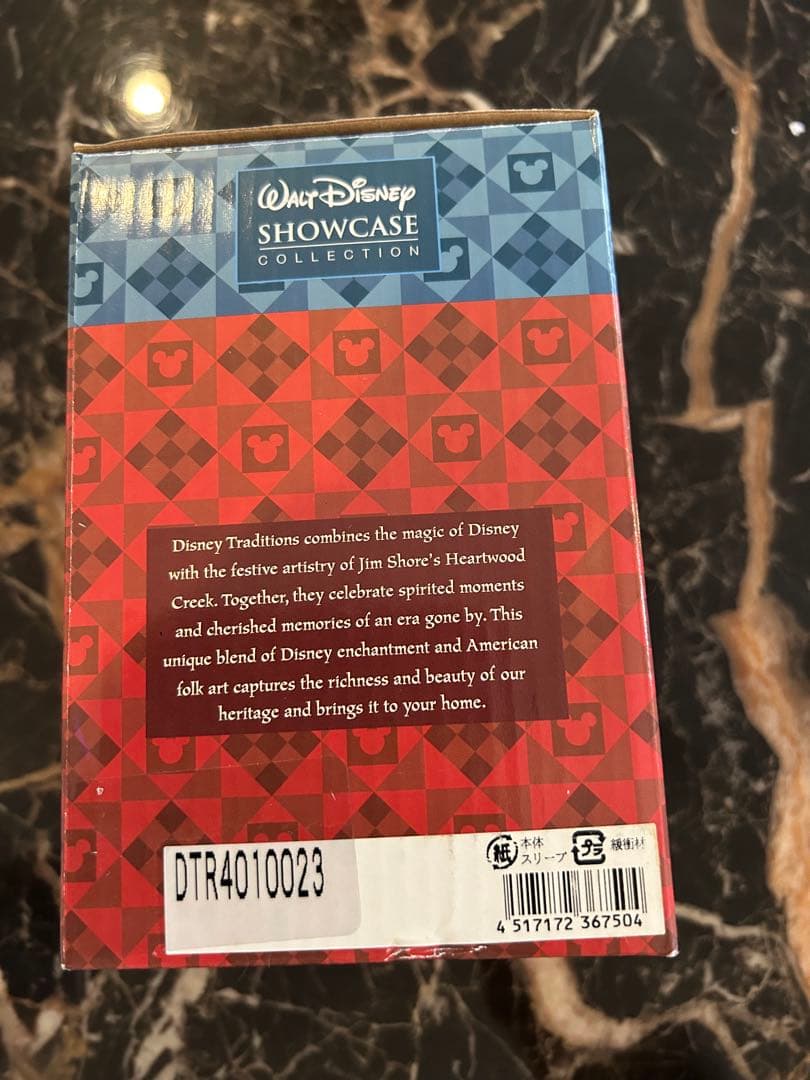 WALT DISNEY
SHOWCASE
COLLECTION
Disney Traditions combines the magic of Disney
with the festive artistry of Jim Shore's Heartwood
Creek. Together, they celebrate spirited moments
and cherished memories of an era gone by. This
unique blend of Disney enchantment and American
folk art captures the richness and beauty of our
heritage and brings it to your home.
DTR4010023
紙 本体
スリーブ
プラ 緩衝材
4 517172 367504